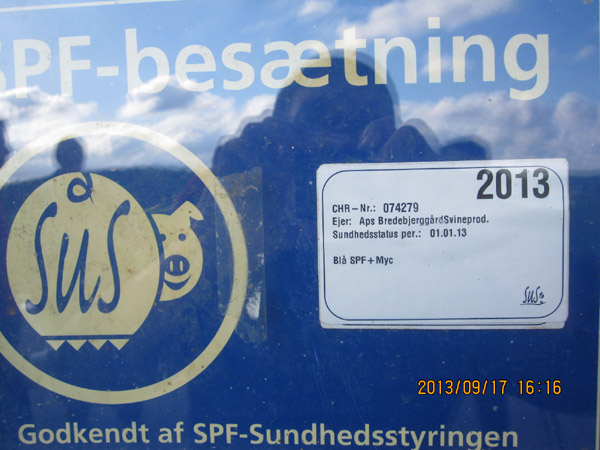 SPF-besætning
SuS
2013
CHR-Nr.: 074279
Ejer: Aps BredebjerggårdSvineprod.
Sundhedsstatus per.: 01.01.13
Blå SPF+Myc
SuS
2013/09/17 16:16
Godkendt af SPF-Sundhedsstyringen